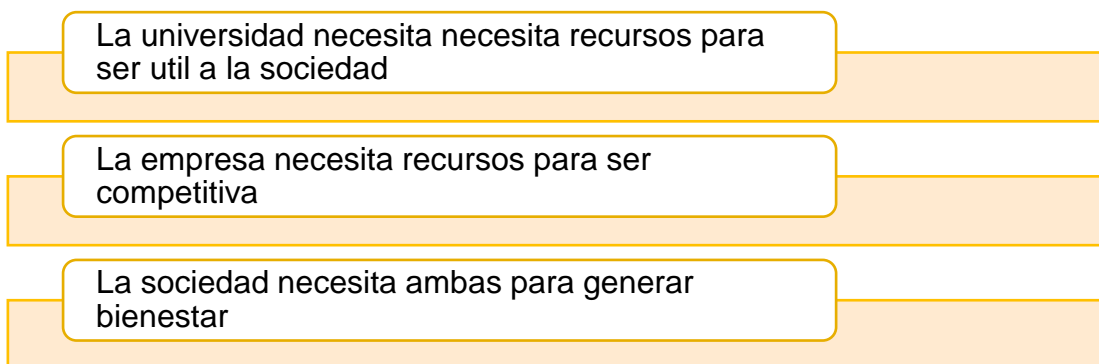 La universidad necesita necesita recursos para
ser util a la sociedad
La empresa necesita recursos para ser
competitiva
La sociedad necesita ambas para generar
bienestar